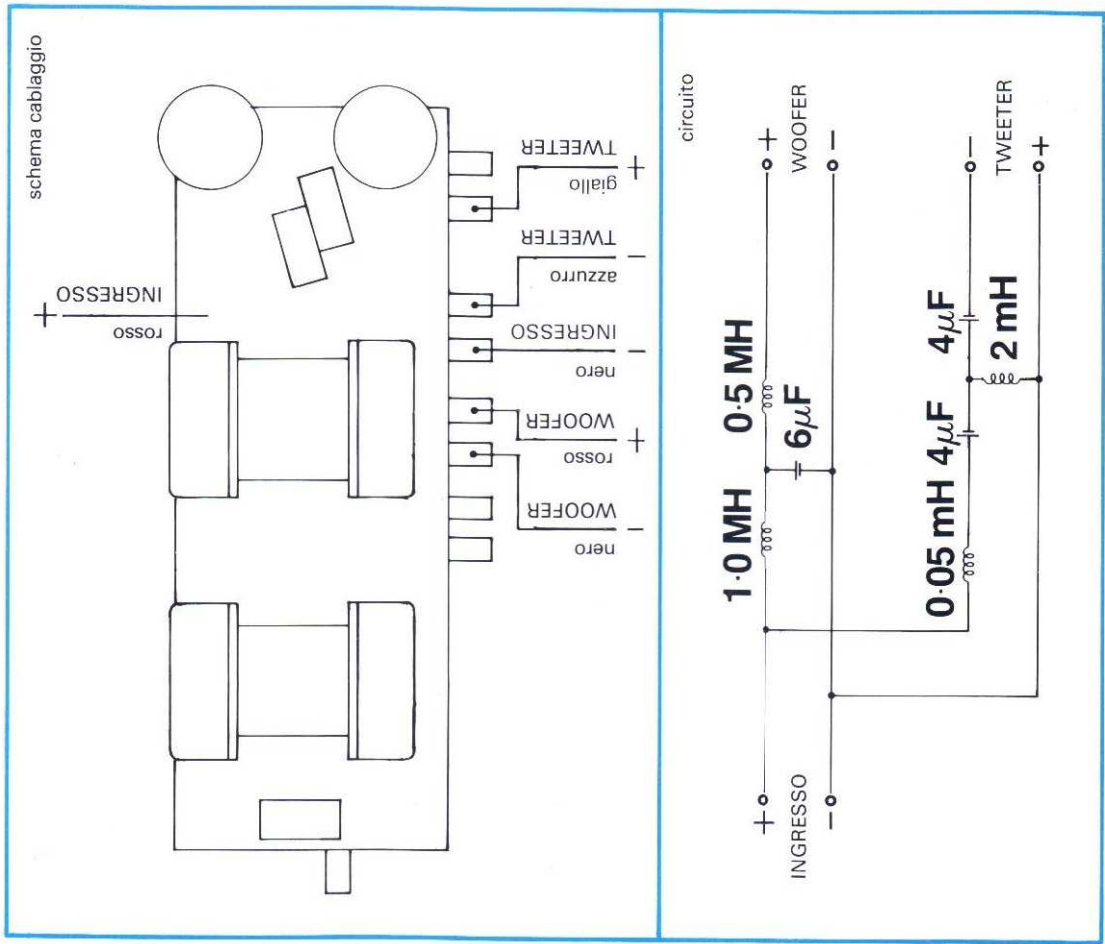 schema cablaggio
+
INGRESSO
rosso
TWEETER
+
giallo
TWEETER
−
azzurro
INGRESSO
−
nero
WOOFER
+
rosso
WOOFER
−
nero
circuito
+
INGRESSO
−
1·0 MH
0·5 MH
6µF
+
WOOFER
−
0·05 mH
4µF
4µF
2 mH
−
TWEETER
+